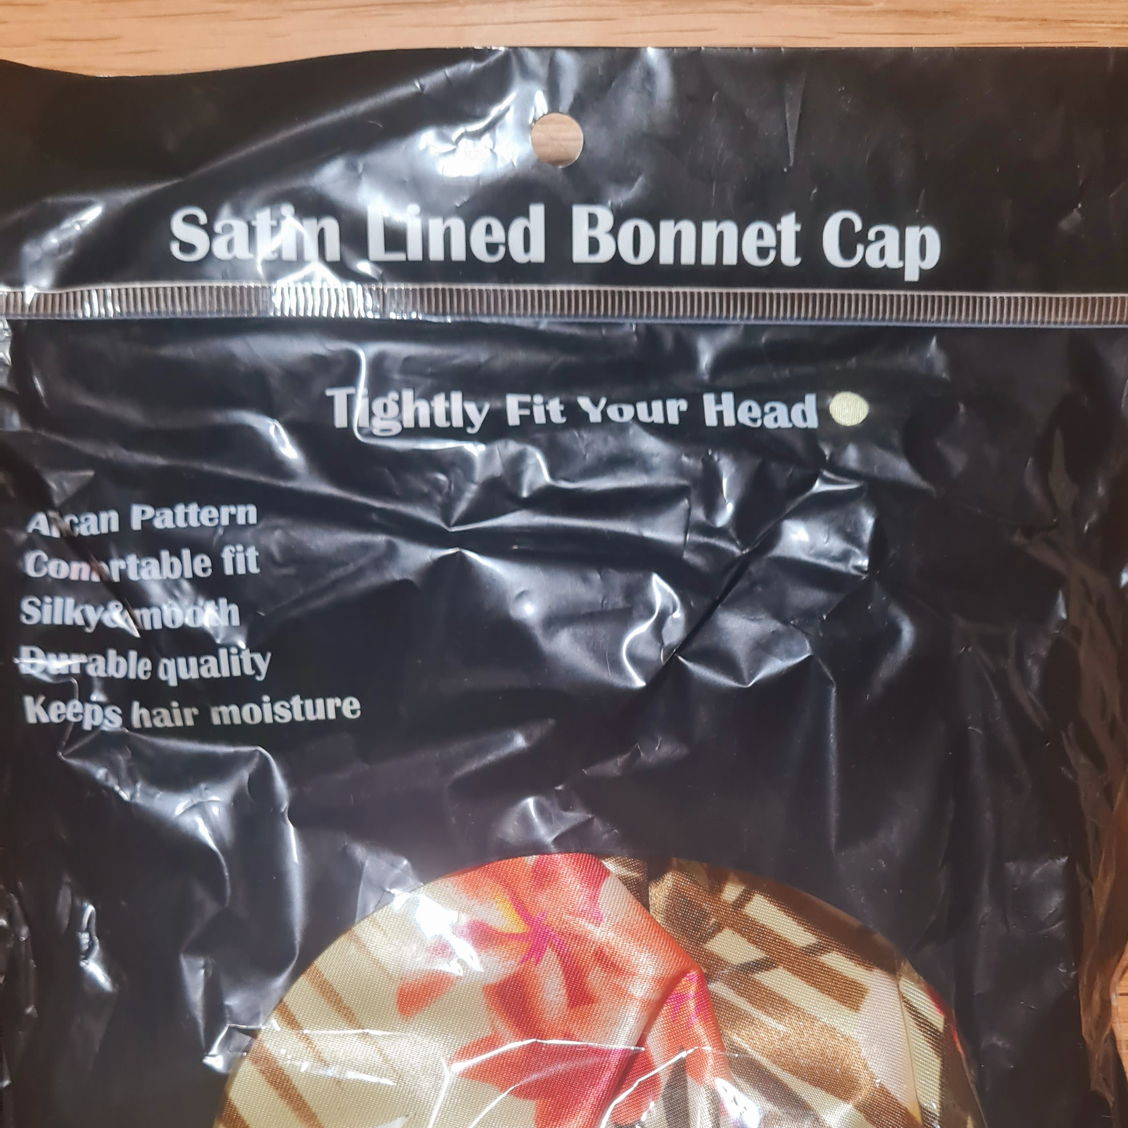 Satin Lined Bonnet Cap
Tightly Fit Your Head
Pattern
fit
Silky&
Durable quality
Keeps hair moisture